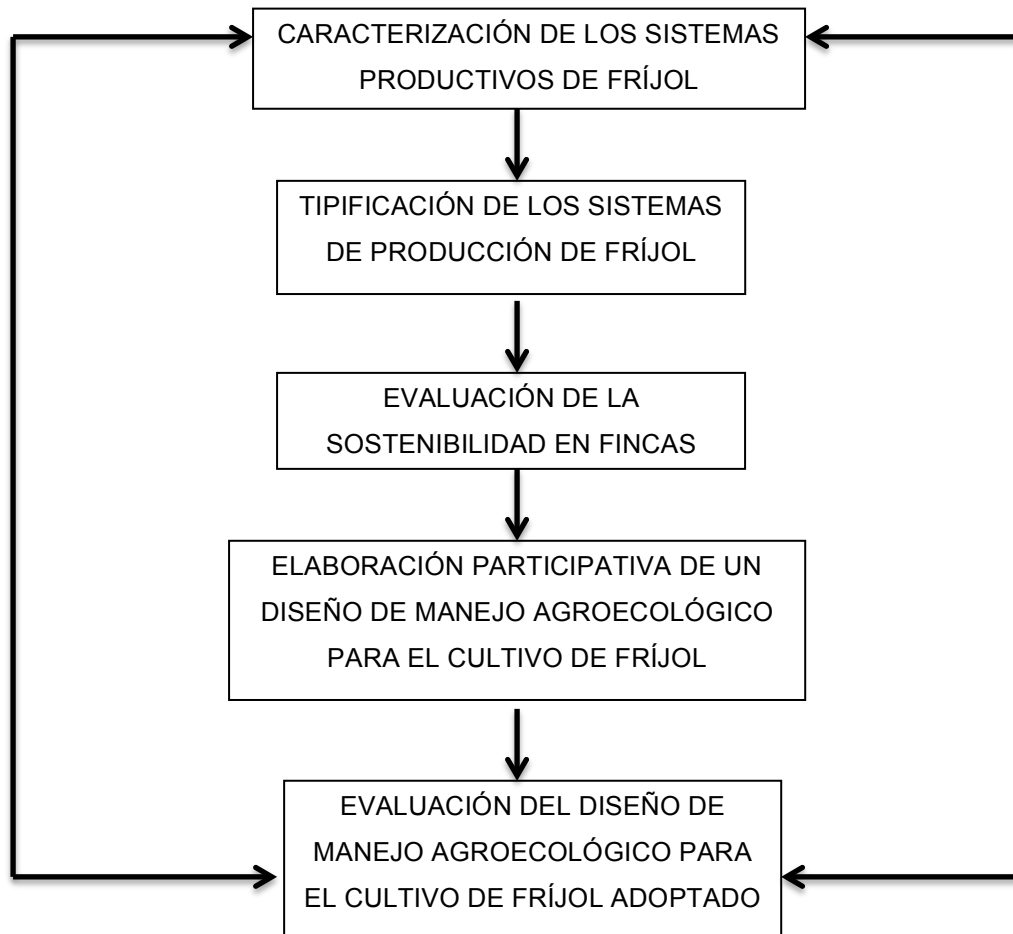 CARACTERIZACIÓN DE LOS SISTEMAS
PRODUCTIVOS DE FRÍJOL
TIPIFICACIÓN DE LOS SISTEMAS
DE PRODUCCIÓN DE FRÍJOL
EVALUACIÓN DE LA
SOSTENIBILIDAD EN FINCAS
ELABORACIÓN PARTICIPATIVA DE UN
DISEÑO DE MANEJO AGROECOLÓGICO
PARA EL CULTIVO DE FRÍJOL
EVALUACIÓN DEL DISEÑO DE
MANEJO AGROECOLÓGICO PARA
EL CULTIVO DE FRÍJOL ADOPTADO